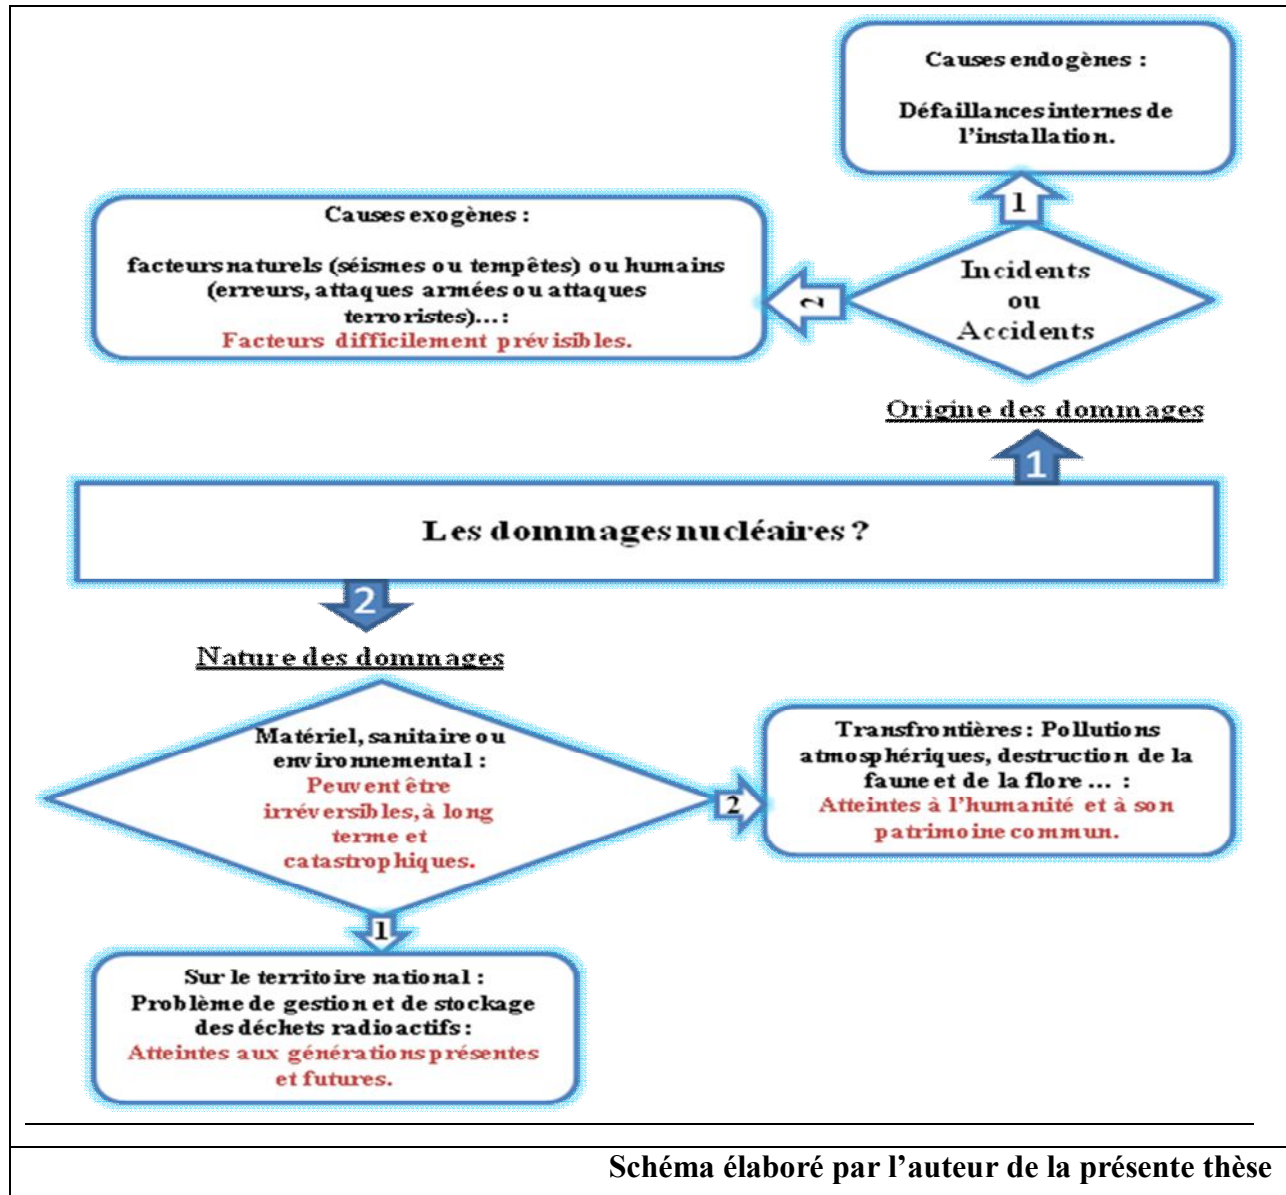 Causes endogènes :
Défaillances internes de
l'installation.
1
Causes exogènes :
facteurs naturels (séismes ou tempêtes) ou humains
(erreurs, attaques armées ou attaques
terroristes)...:
Facteurs difficilement prévisibles.
2
Incidents
ou
Accidents
Origine des dommages
1
Les dommages nucléaires ?
2
Nature des dommages
Matériel, sanitaire ou
environnemental :
Peuvent être
irréversibles, à long
terme et
catastrophiques.
2
Transfrontières : Pollutions
atmosphériques, destruction de la
faune et de la flore ... :
Atteintes à l'humanité et à son
patrimoine commun.
1
Sur le territoire national :
Problème de gestion et de stockage
des déchets radioactifs :
Atteintes aux générations présentes
et futures.
Schéma élaboré par l'auteur de la présente thèse